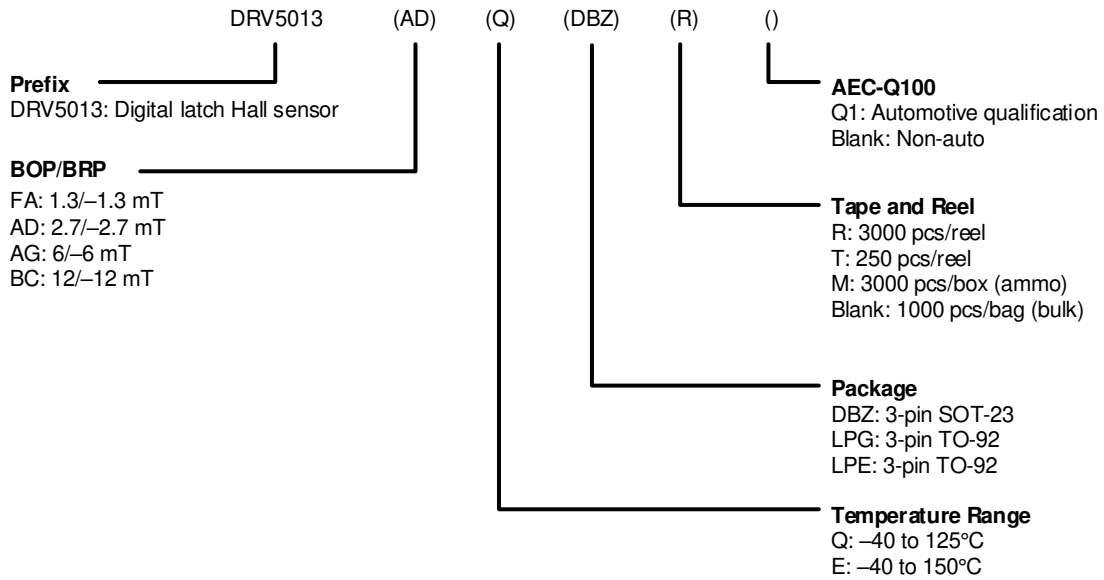 DRV5013 (AD) (Q) (DBZ) (R) ()
Prefix
DRV5013: Digital latch Hall sensor
BOP/BRP
FA: 1.3/–1.3 mT
AD: 2.7/–2.7 mT
AG: 6/–6 mT
BC: 12/–12 mT
AEC-Q100
Q1: Automotive qualification
Blank: Non-auto
Tape and Reel
R: 3000 pcs/reel
T: 250 pcs/reel
M: 3000 pcs/box (ammo)
Blank: 1000 pcs/bag (bulk)
Package
DBZ: 3-pin SOT-23
LPG: 3-pin TO-92
LPE: 3-pin TO-92
Temperature Range
Q: –40 to 125°C
E: –40 to 150°C